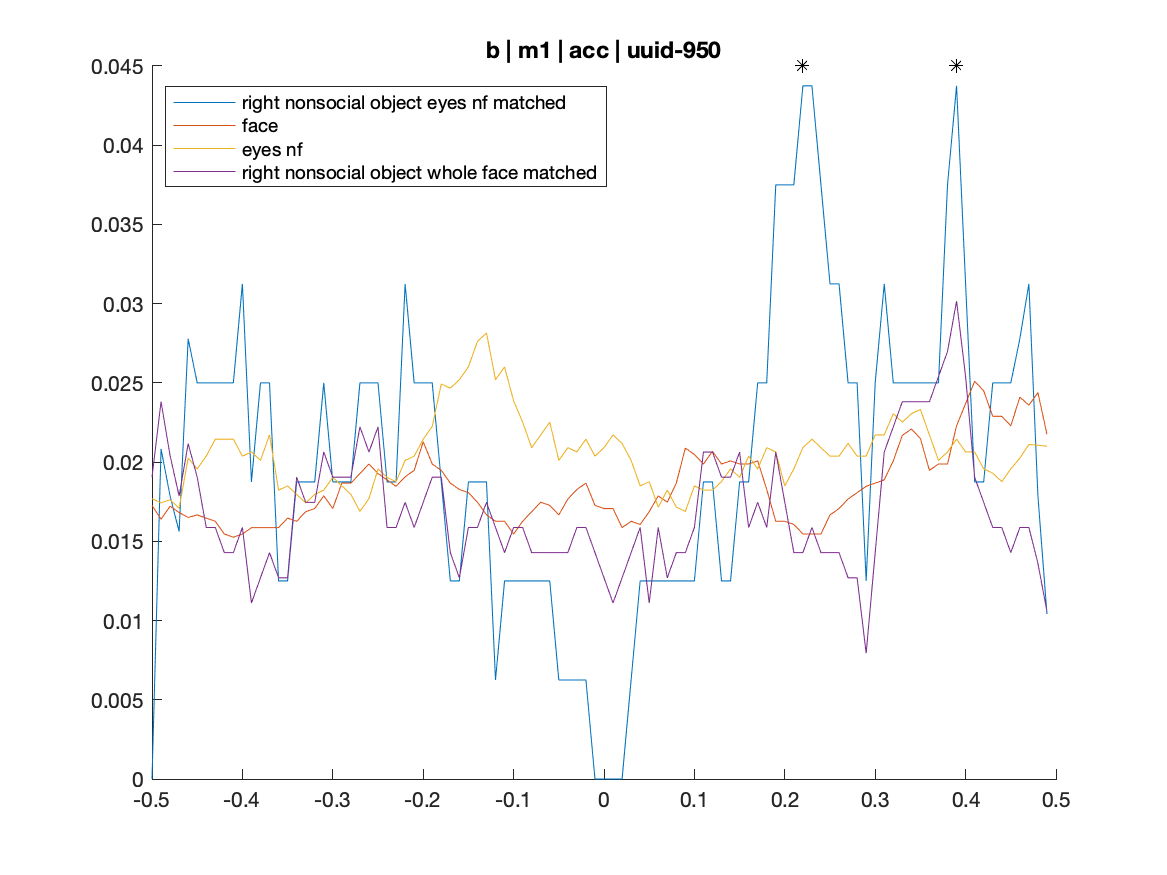 b | m1 | acc | uuid-950
0.045
0.04
0.035
0.03
0.025
0.02
0.015
0.01
0.005
0
right nonsocial object eyes nf matched
face
eyes nf
right nonsocial object whole face matched
-0.5 -0.4 -0.3 -0.2 -0.1 0 0.1 0.2 0.3 0.4 0.5